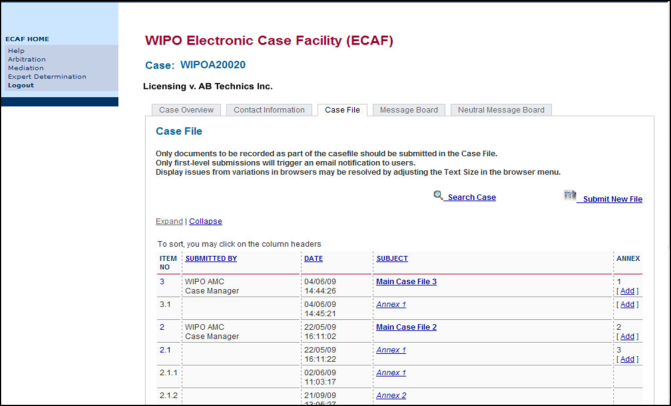 ECAF HOME
Help
Arbitration
Mediation
Expert Determination
Logout
WIPO Electronic Case Facility (ECAF)
Case: WIPOA20020
Licensing v. AB Technics Inc.
Case Overview Contact Information Case File Message Board Neutral Message Board
Case File
Only documents to be recorded as part of the casefile should be submitted in the Case File.
Only first-level submissions will trigger an email notification to users.
Display issues from variations in browsers may be resolved by adjusting the Text Size in the browser menu.
Search Case Submit New File
Expand | Collapse
To sort, you may click on the column headers
ITEM NO SUBMITTED BY DATE SUBJECT ANNEX
3 WIPO AMC 04/06/09 Main Case File 3 1
Case Manager 14:44:26 [ Add ]
3.1 04/06/09 Annex 1
14:45:21 [ Add ]
2 WIPO AMC 22/05/09 Main Case File 2 2
Case Manager 16:11:02 [ Add ]
2.1 22/05/09 Annex 1 3
16:11:22 [ Add ]
2.1.1 02/06/09 Annex 1
11:03:17
2.1.2 21/09/09 Annex 2